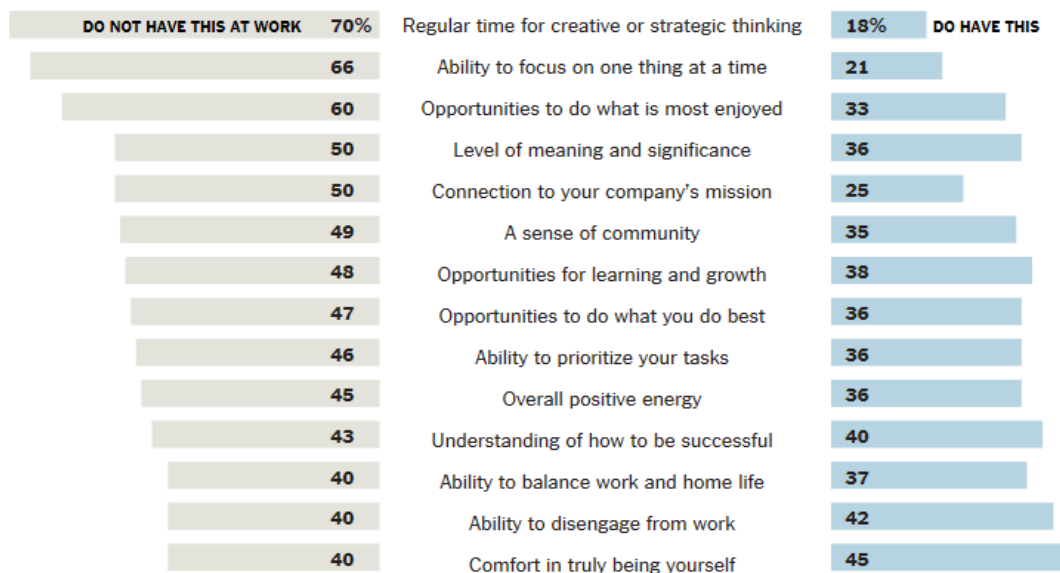 DO NOT HAVE THIS AT WORK 70% Regular time for creative or strategic thinking 18% DO HAVE THIS
66 Ability to focus on one thing at a time 21
60 Opportunities to do what is most enjoyed 33
50 Level of meaning and significance 36
50 Connection to your company's mission 25
49 A sense of community 35
48 Opportunities for learning and growth 38
47 Opportunities to do what you do best 36
46 Ability to prioritize your tasks 36
45 Overall positive energy 36
43 Understanding of how to be successful 40
40 Ability to balance work and home life 37
40 Ability to disengage from work 42
40 Comfort in truly being yourself 45